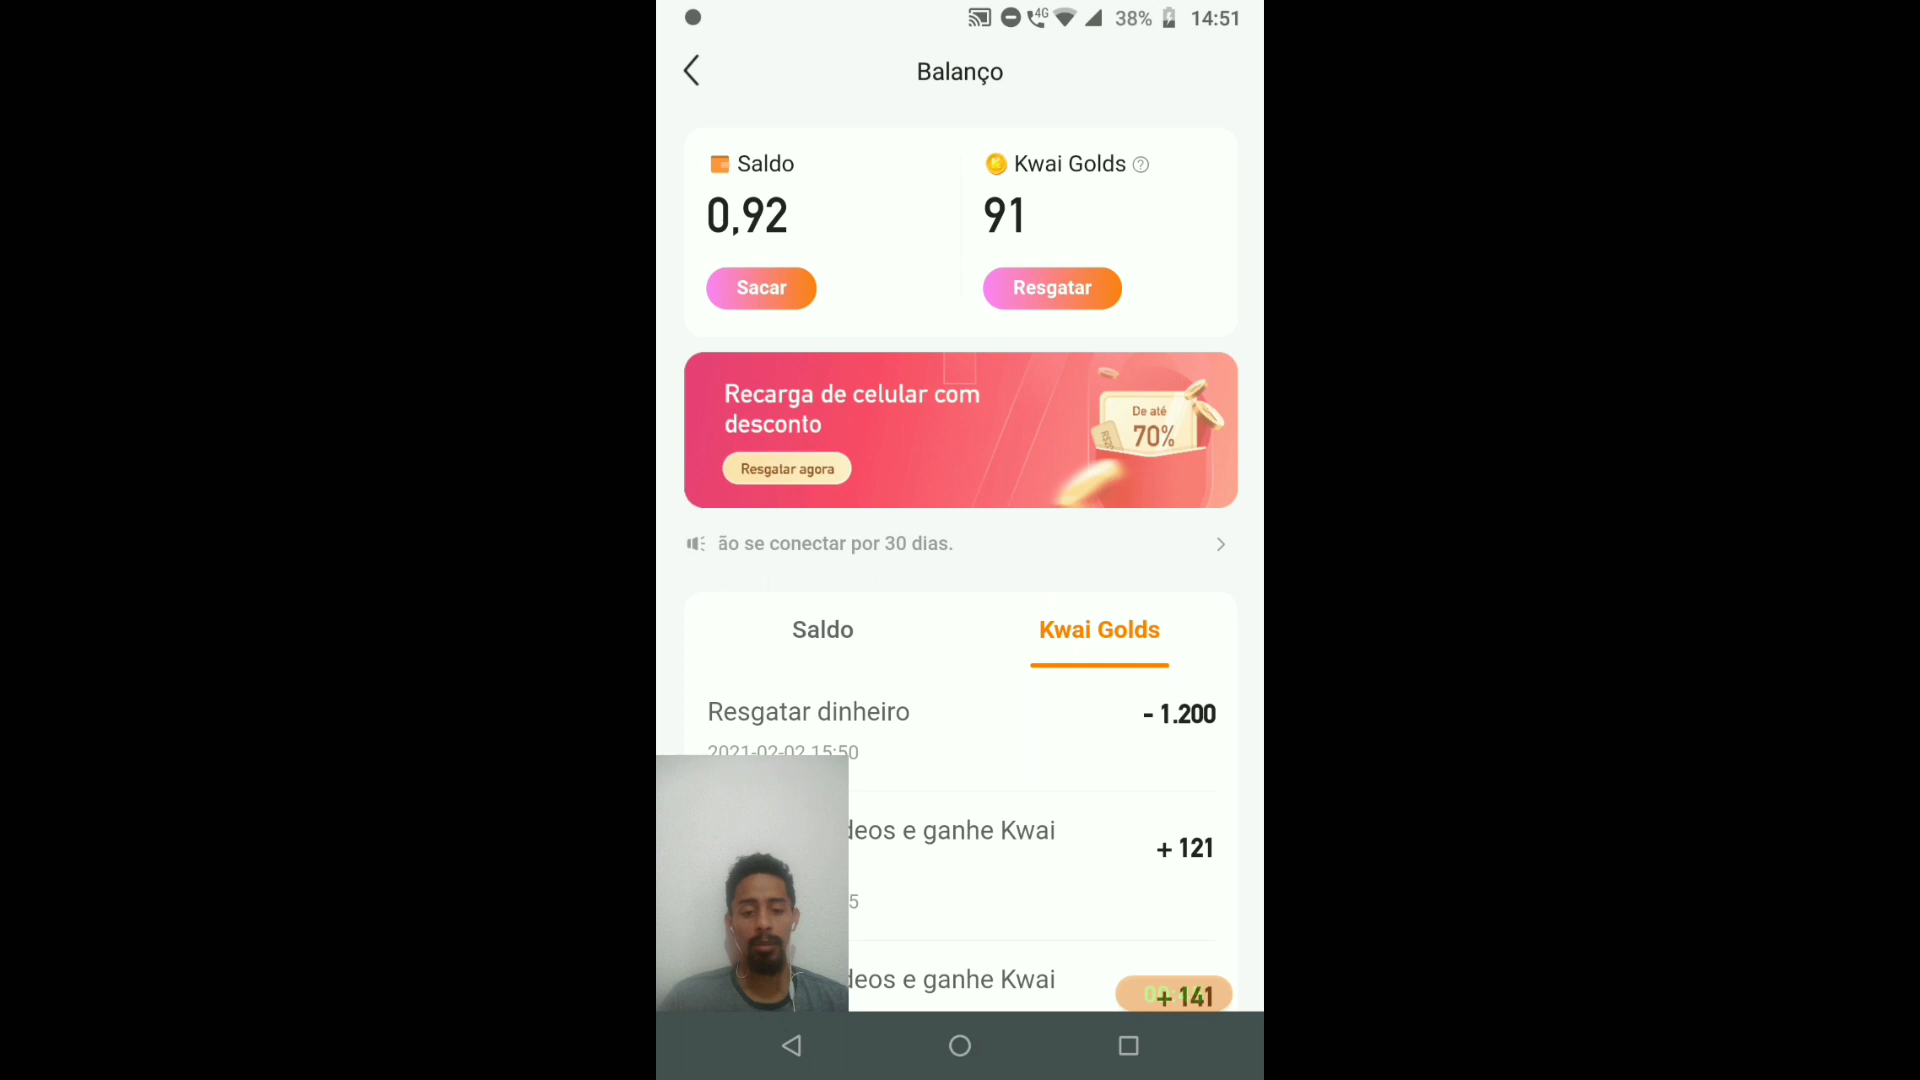 4G 38% 14:51
Balanço
Saldo
0,92
Sacar
Kwai Golds ?
91
Resgatar
Recarga de celular com
desconto
Resgatar agora
De até
70%
ão se conectar por 30 dias.
Saldo
Kwai Golds
Resgatar dinheiro
- 1.200
2021-02-02 15:50
deos e ganhe Kwai
+ 121
5
deos e ganhe Kwai
+ 141